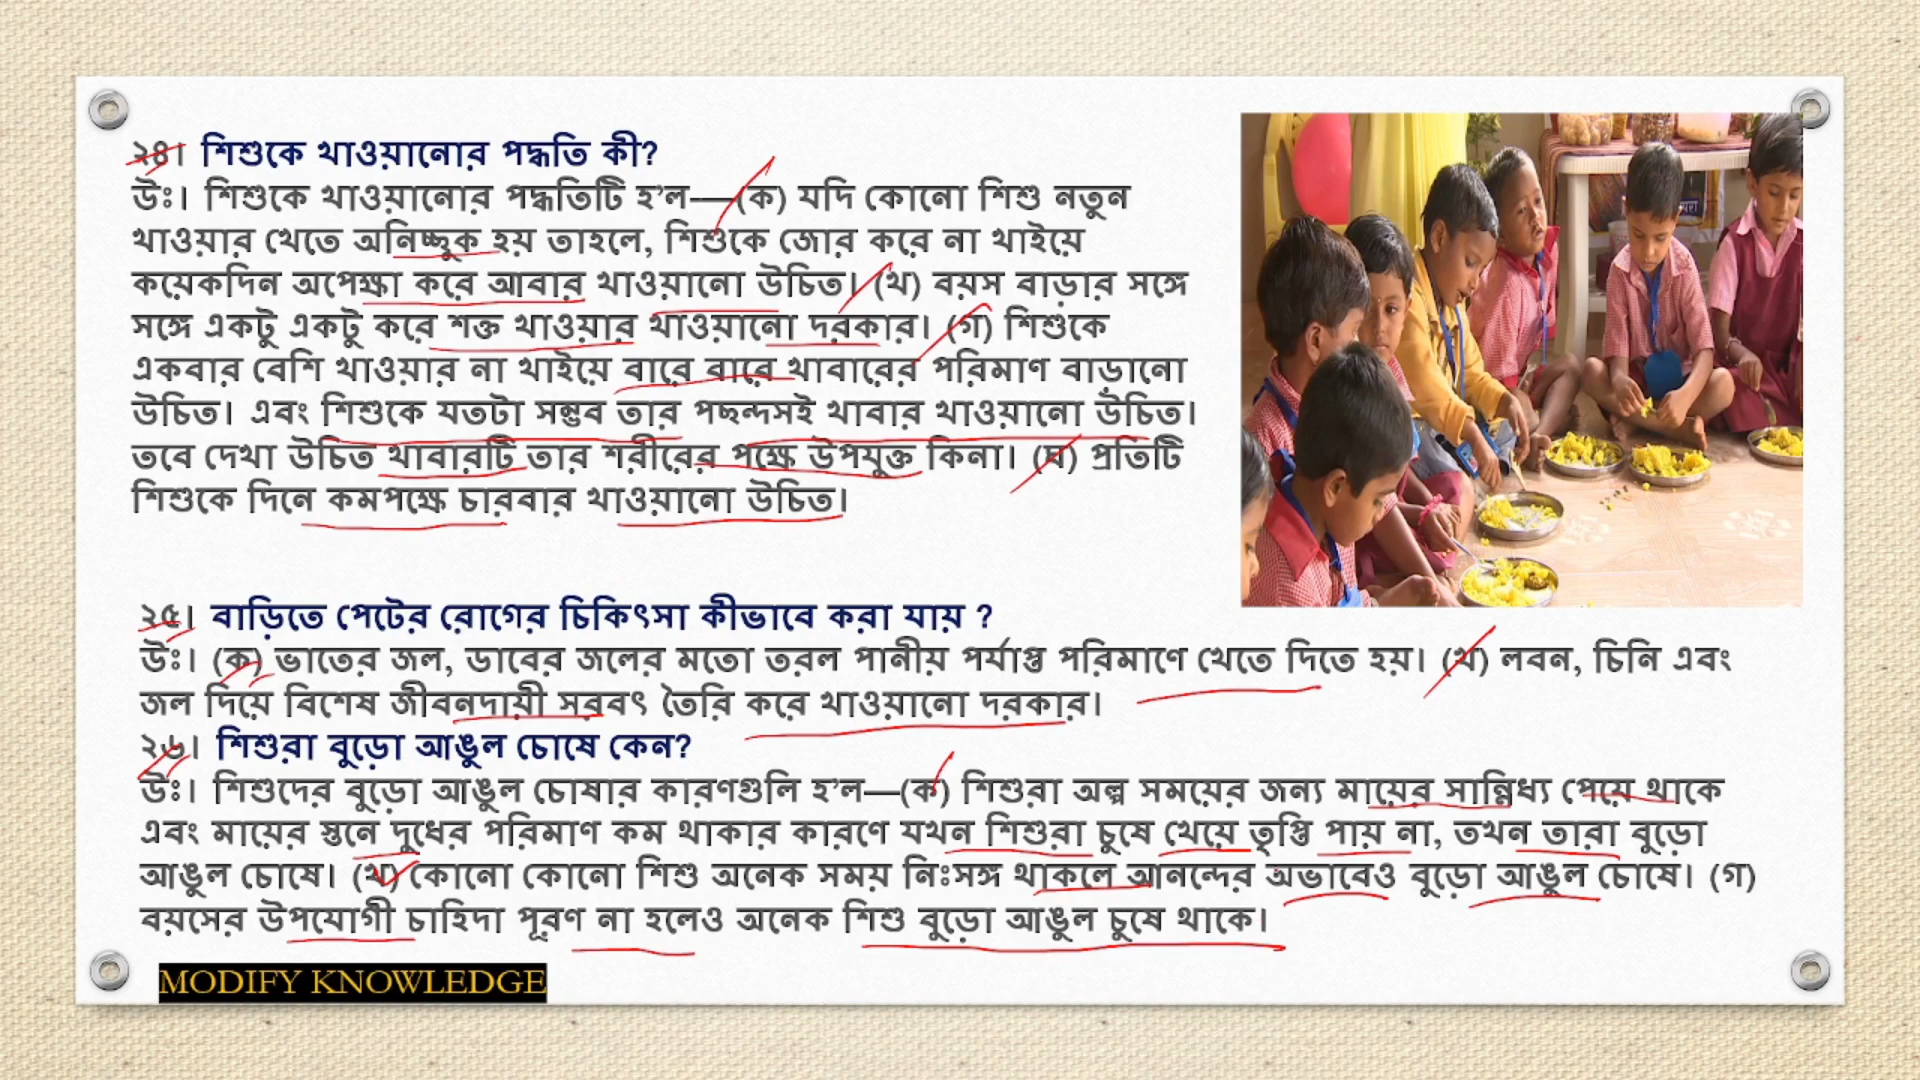 ২৪। শিশুকে খাওয়ানোর পদ্ধতি কী?
উঃ। শিশুকে খাওয়ানোর পদ্ধতিটি হ’ল—(ক) যদি কোনো শিশু নতুন
খাওয়ার খেতে অনিচ্ছুক হয় তাহলে, শিশুকে জোর করে না খাইয়ে
কয়েকদিন অপেক্ষা করে আবার খাওয়ানো উচিত। (খ) বয়স বাড়ার সঙ্গে
সঙ্গে একটু একটু করে শক্ত খাওয়ার খাওয়ানো দরকার। (গ) শিশুকে
একবার বেশি খাওয়ার না খাইয়ে বারে বারে খাবারের পরিমাণ বাড়ানো
উচিত। এবং শিশুকে যতটা সম্ভব তার পছন্দসই খাবার খাওয়ানো উচিত।
তবে দেখা উচিত খাবারটি তার শরীরের পক্ষে উপযুক্ত কিনা। (ঘ) প্রতিটি
শিশুকে দিনে কমপক্ষে চারবার খাওয়ানো উচিত।
২৫। বাড়িতে পেটের রোগের চিকিৎসা কীভাবে করা যায় ?
উঃ। (ক) ভাতের জল, ডাবের জলের মতো তরল পানীয় পর্যাপ্ত পরিমাণে খেতে দিতে হয়। (খ) লবন, চিনি এবং
জল দিয়ে বিশেষ জীবনদায়ী সরবৎ তৈরি করে খাওয়ানো দরকার।
২৬। শিশুরা বুড়ো আঙুল চোষে কেন?
উঃ। শিশুদের বুড়ো আঙুল চোষার কারণগুলি হ’ল—(ক) শিশুরা অল্প সময়ের জন্য মায়ের সান্নিধ্য পেয়ে থাকে
এবং মায়ের স্তনে দুধের পরিমাণ কম থাকার কারণে যখন শিশুরা চুষে খেয়ে তৃপ্তি পায় না, তখন তারা বুড়ো
আঙুল চোষে। (খ) কোনো কোনো শিশু অনেক সময় নিঃসঙ্গ থাকলে আনন্দের অভাবেও বুড়ো আঙুল চোষে। (গ)
বয়সের উপযোগী চাহিদা পূরণ না হলেও অনেক শিশু বুড়ো আঙুল চুষে থাকে।
MODIFY KNOWLEDGE